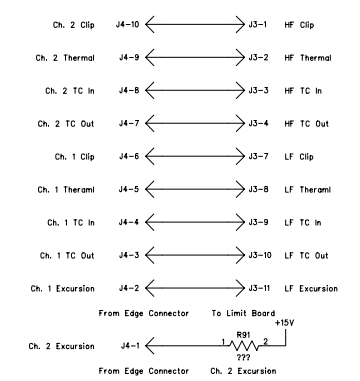 Ch. 2 Clip J4-10 J3-1 HF Clip
Ch. 2 Thermal J4-9 J3-2 HF Thermal
Ch. 2 TC In J4-8 J3-3 HF TC In
Ch. 2 TC Out J4-7 J3-4 HF TC Out
Ch. 1 Clip J4-6 J3-7 LF Clip
Ch. 1 Theraml J4-5 J3-8 LF Theraml
Ch. 1 TC In J4-4 J3-9 LF TC In
Ch. 1 TC Out J4-3 J3-10 LF TC Out
Ch. 1 Excursion J4-2 J3-11 LF Excursion
From Edge Connector To Limit Board
+15V
R91
Ch. 2 Excursion J4-1 1 2
???
From Edge Connector Ch. 2 Excursion